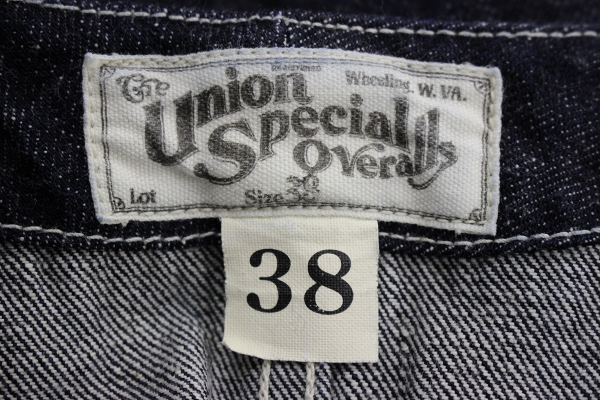 The Union Special Overalls
Wheeling, W. VA.
Lot
Size 38
38